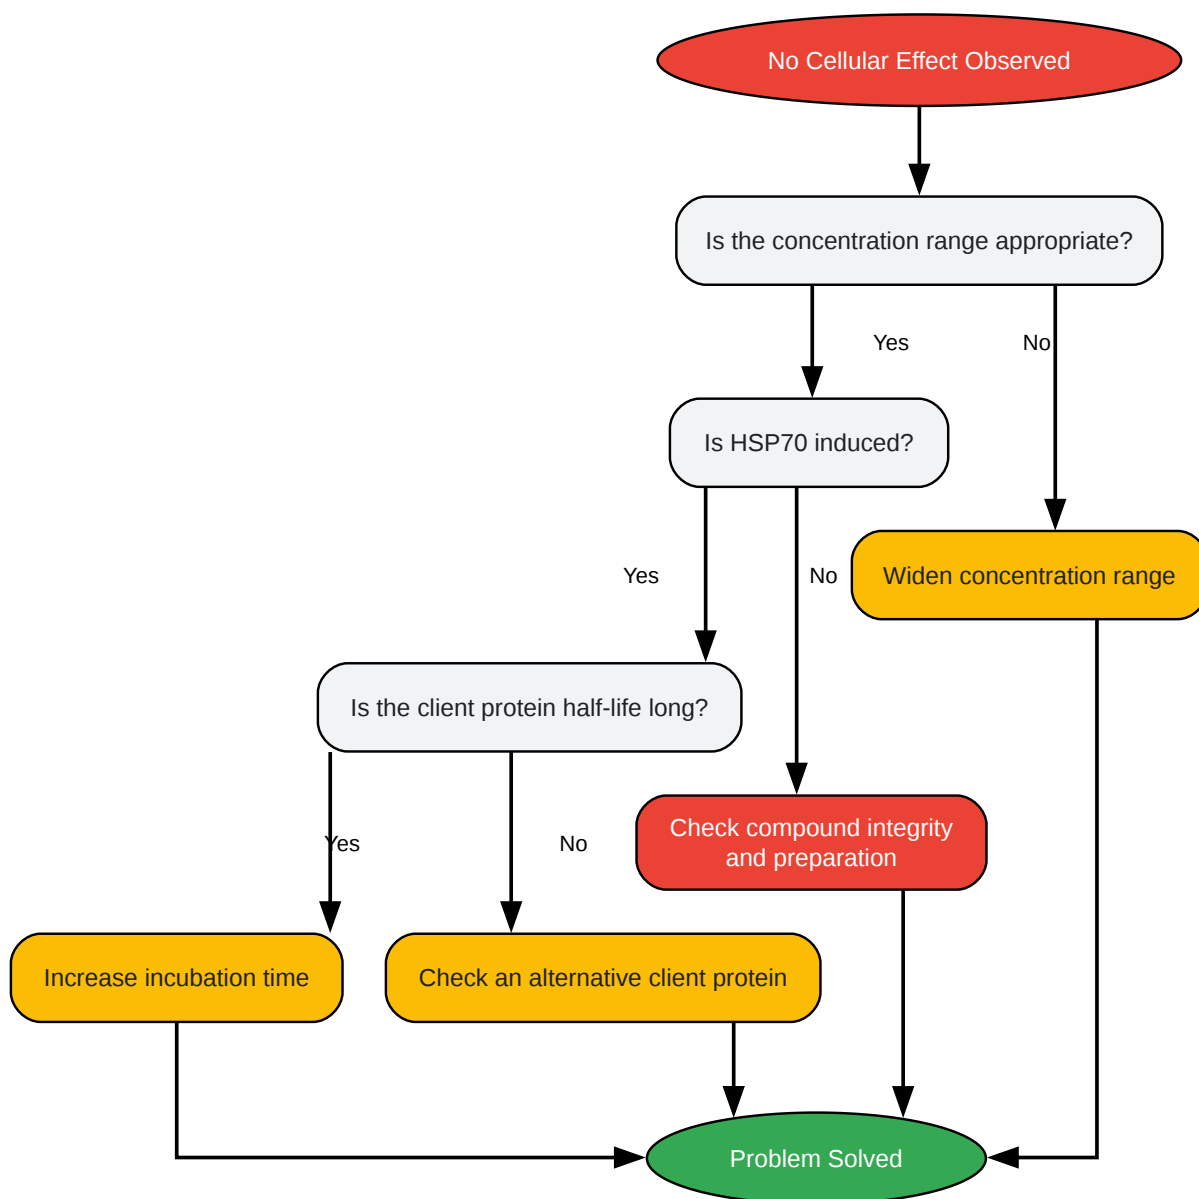 No Cellular Effect Observed
Is the concentration range appropriate?
Yes
No
Is HSP70 induced?
Yes
No
Widen concentration range
Is the client protein half-life long?
Check compound integrity
and preparation
Yes
No
Increase incubation time
Check an alternative client protein
Problem Solved